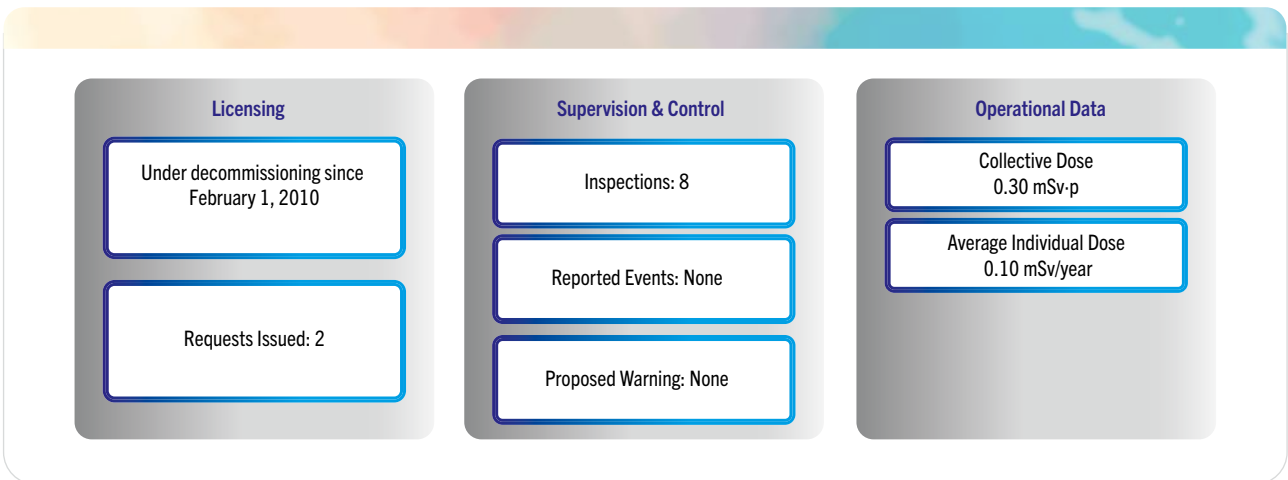 Licensing
Under decommissioning since
February 1, 2010
Requests Issued: 2
Supervision & Control
Inspections: 8
Reported Events: None
Proposed Warning: None
Operational Data
Collective Dose
0.30 mSv·p
Average Individual Dose
0.10 mSv/year